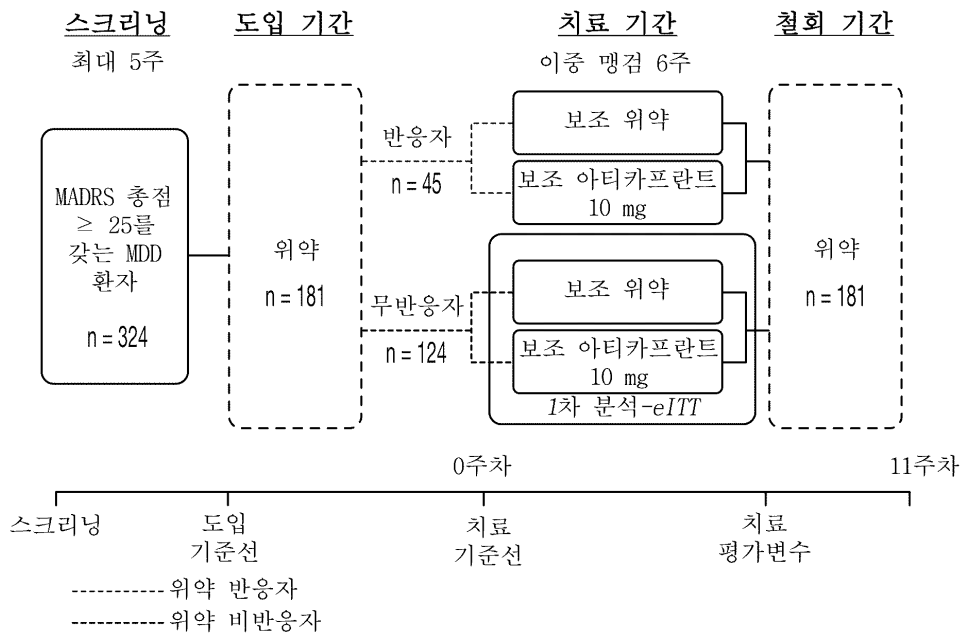 스크리닝
최대 5주
도입 기간
치료 기간
이중 맹검 6주
철회 기간
MADRS 총점
≥ 25를
갖는 MDD
환자
n = 324
위약
n = 181
반응자
n = 45
무반응자
n = 124
보조 위약
보조 아티카프란트
10 mg
보조 위약
보조 아티카프란트
10 mg
1차 분석-eITT
위약
n = 181
0주차
11주차
스크리닝
도입
기준선
치료
기준선
치료
평가변수
위약 반응자
위약 비반응자